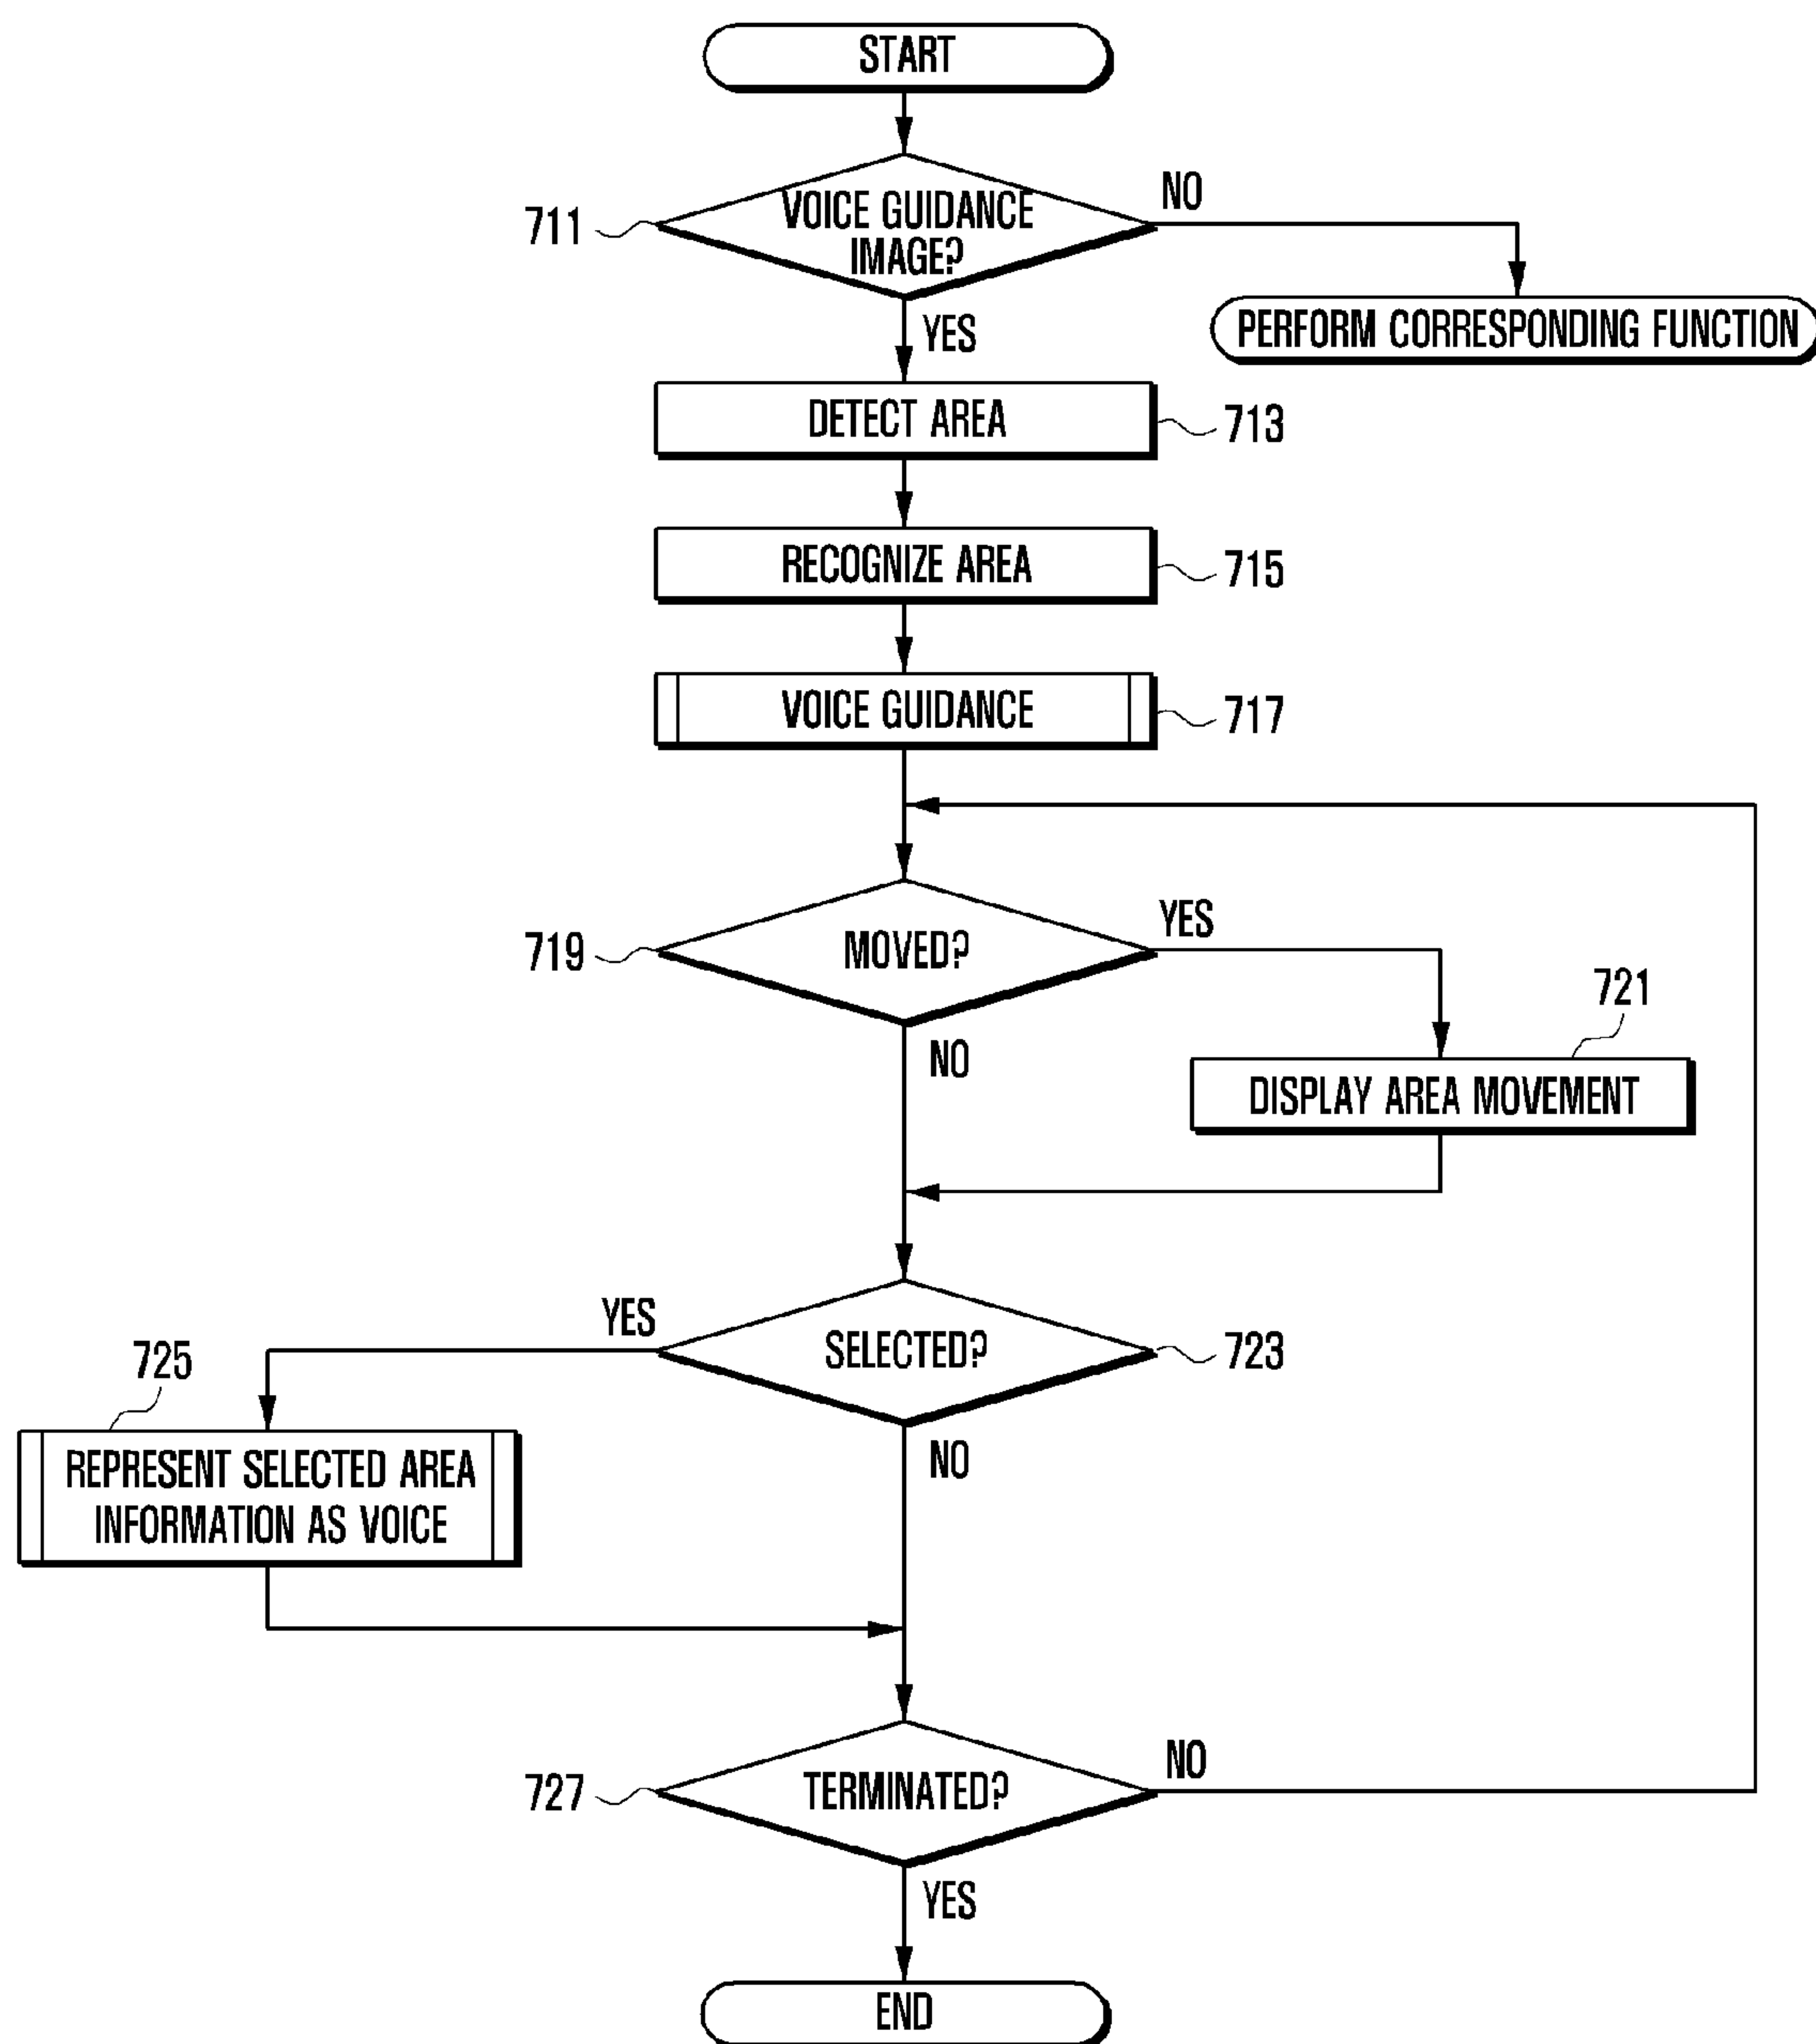 START
711
VOICE GUIDANCE
IMAGE?
NO
YES
PERFORM CORRESPONDING FUNCTION
DETECT AREA
713
RECOGNIZE AREA
715
VOICE GUIDANCE
717
719
MOVED?
YES
NO
721
DISPLAY AREA MOVEMENT
YES
SELECTED?
723
NO
725
REPRESENT SELECTED AREA
INFORMATION AS VOICE
727
TERMINATED?
NO
YES
END